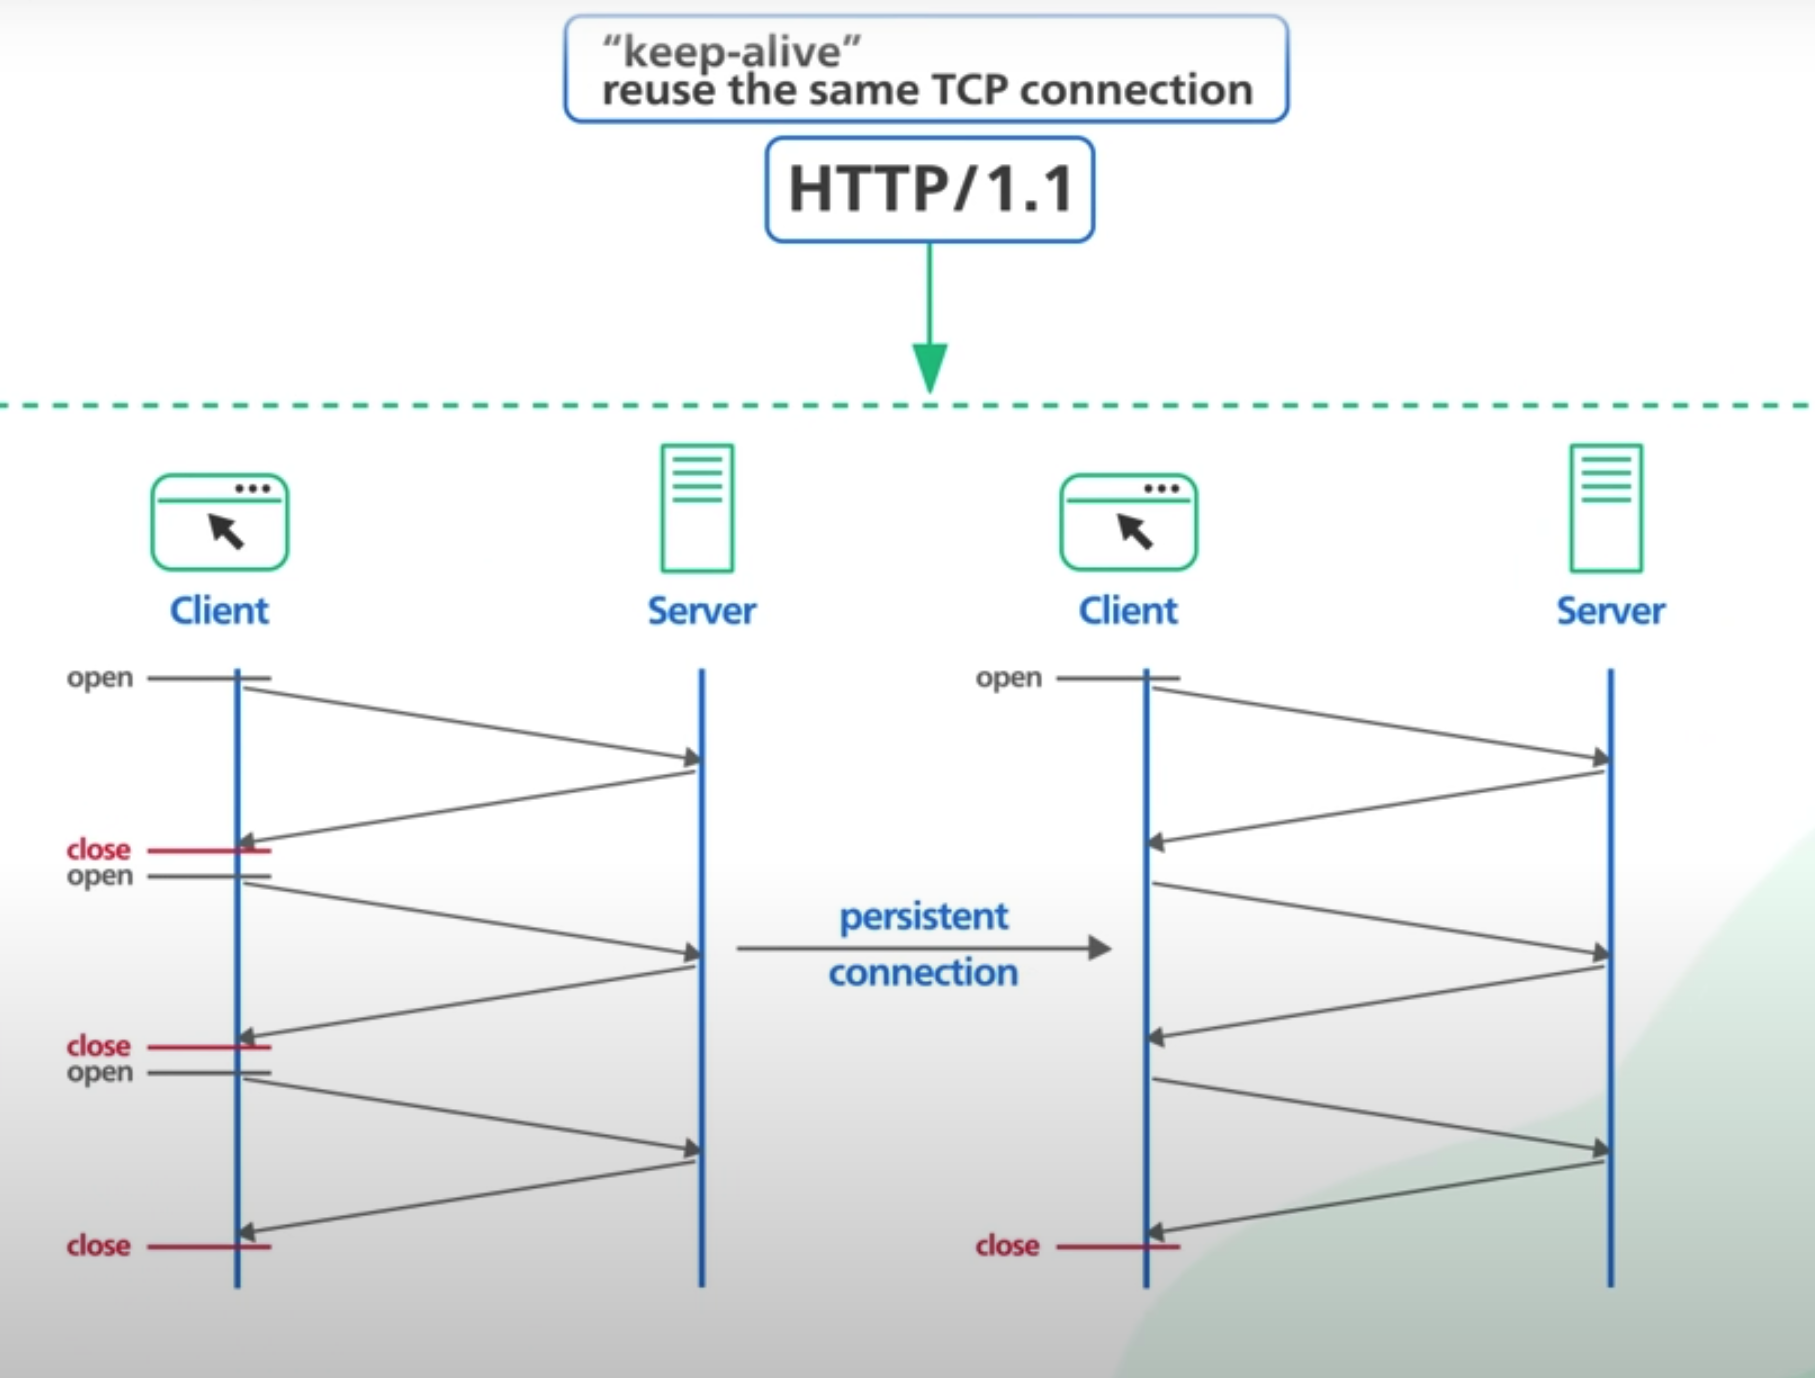 “keep-alive”
reuse the same TCP connection
HTTP/1.1
Client
Server
Client
Server
open
close
open
close
open
close
persistent
connection
open
close